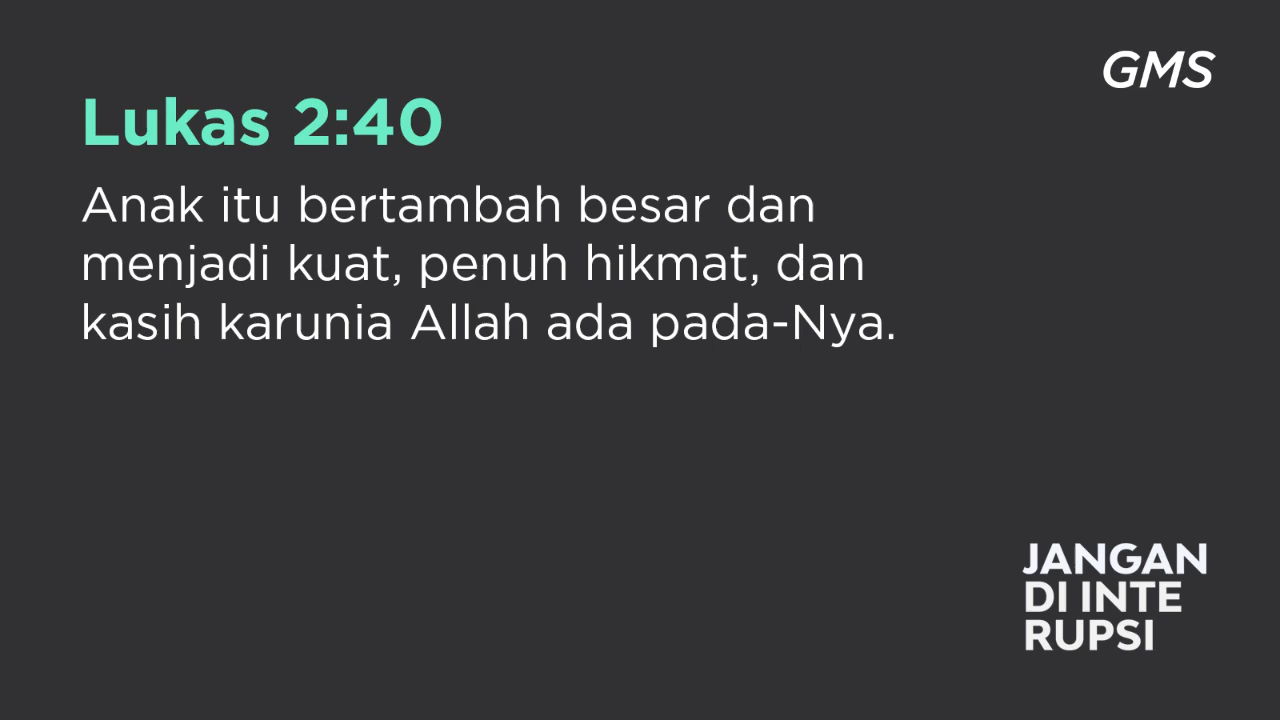 GMS
Lukas 2:40
Anak itu bertambah besar dan
menjadi kuat, penuh hikmat, dan
kasih karunia Allah ada pada-Nya.
JANGAN
DI INTE
RUPSI